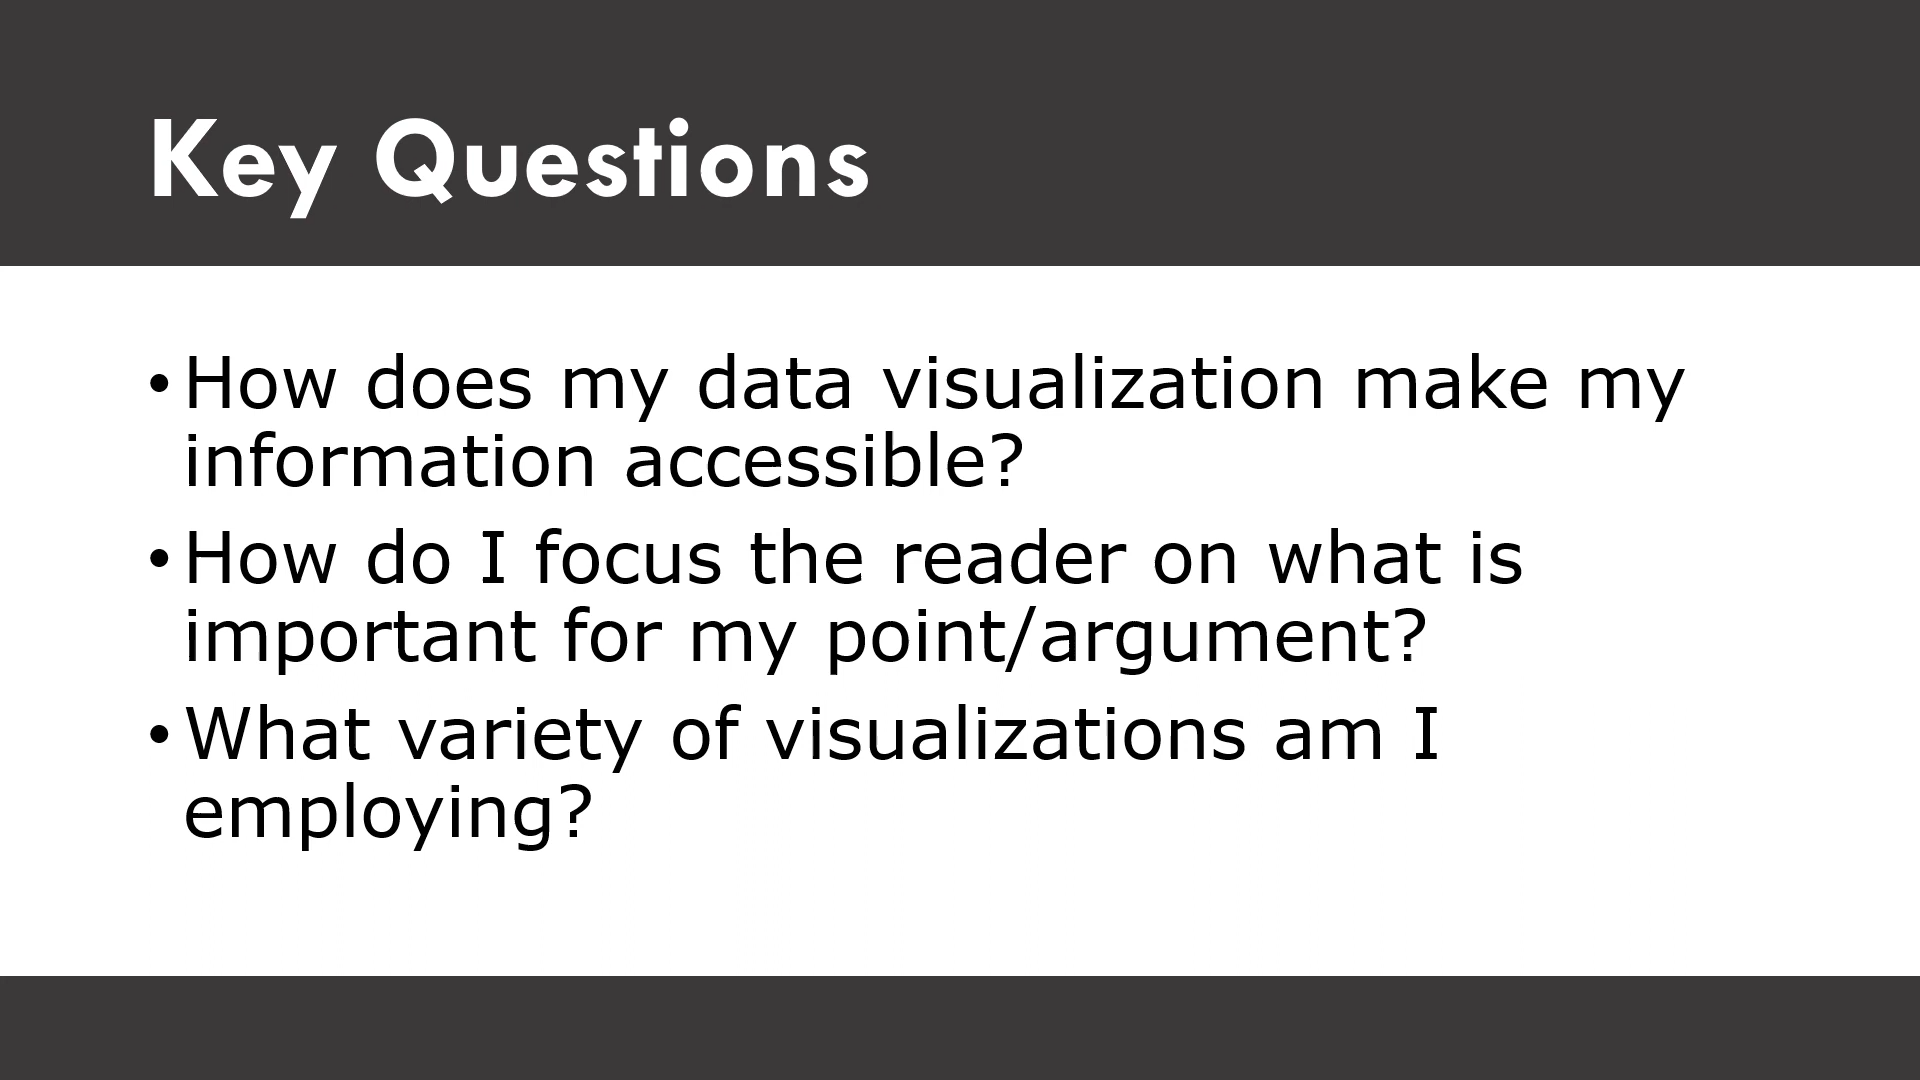 Key Questions
•How does my data visualization make my
information accessible?
•How do I focus the reader on what is
important for my point/argument?
•What variety of visualizations am I
employing?